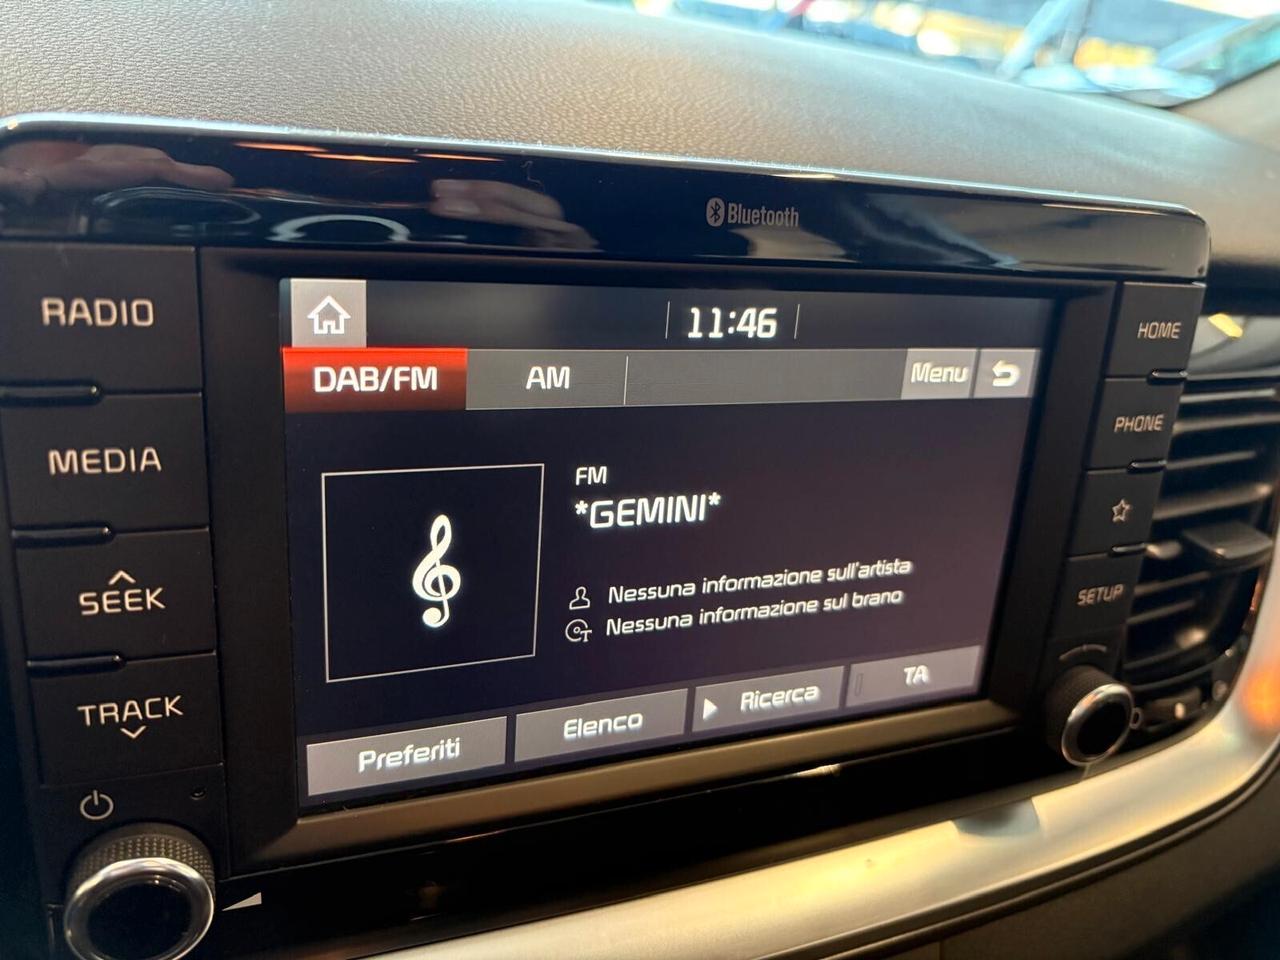 Bluetooth
RADIO
MEDIA
SEEK
TRACK
11:46
DAB/FM
AM
Menu
FM
*GEMINI*
Nessuna informazione sull'artista
Nessuna informazione sul brano
Preferiti
Elenco
Ricerca
TA
HOME
PHONE
SETUP